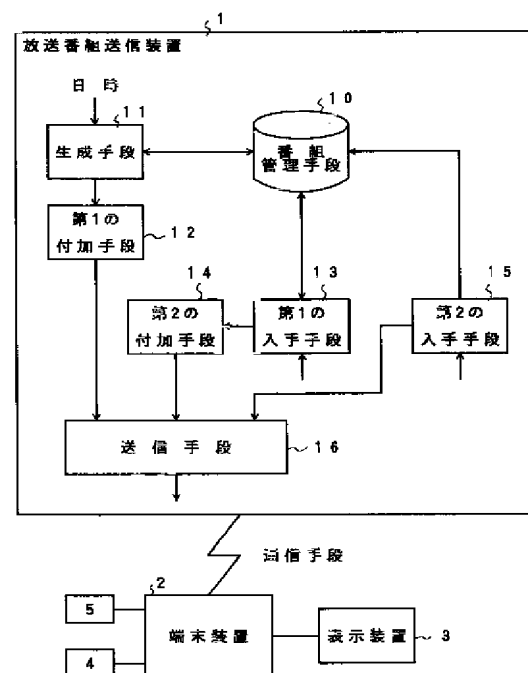 1
放送番組送信装置
日 時
11
10
生成手段
番 組
管理手段
第1の
付加手段
12
14
13
15
第2の
付加手段
第1の
入手手段
第2の
入手手段
送 信 手 段
16
通信手段
2
5
端末装置
表示装置
3
4